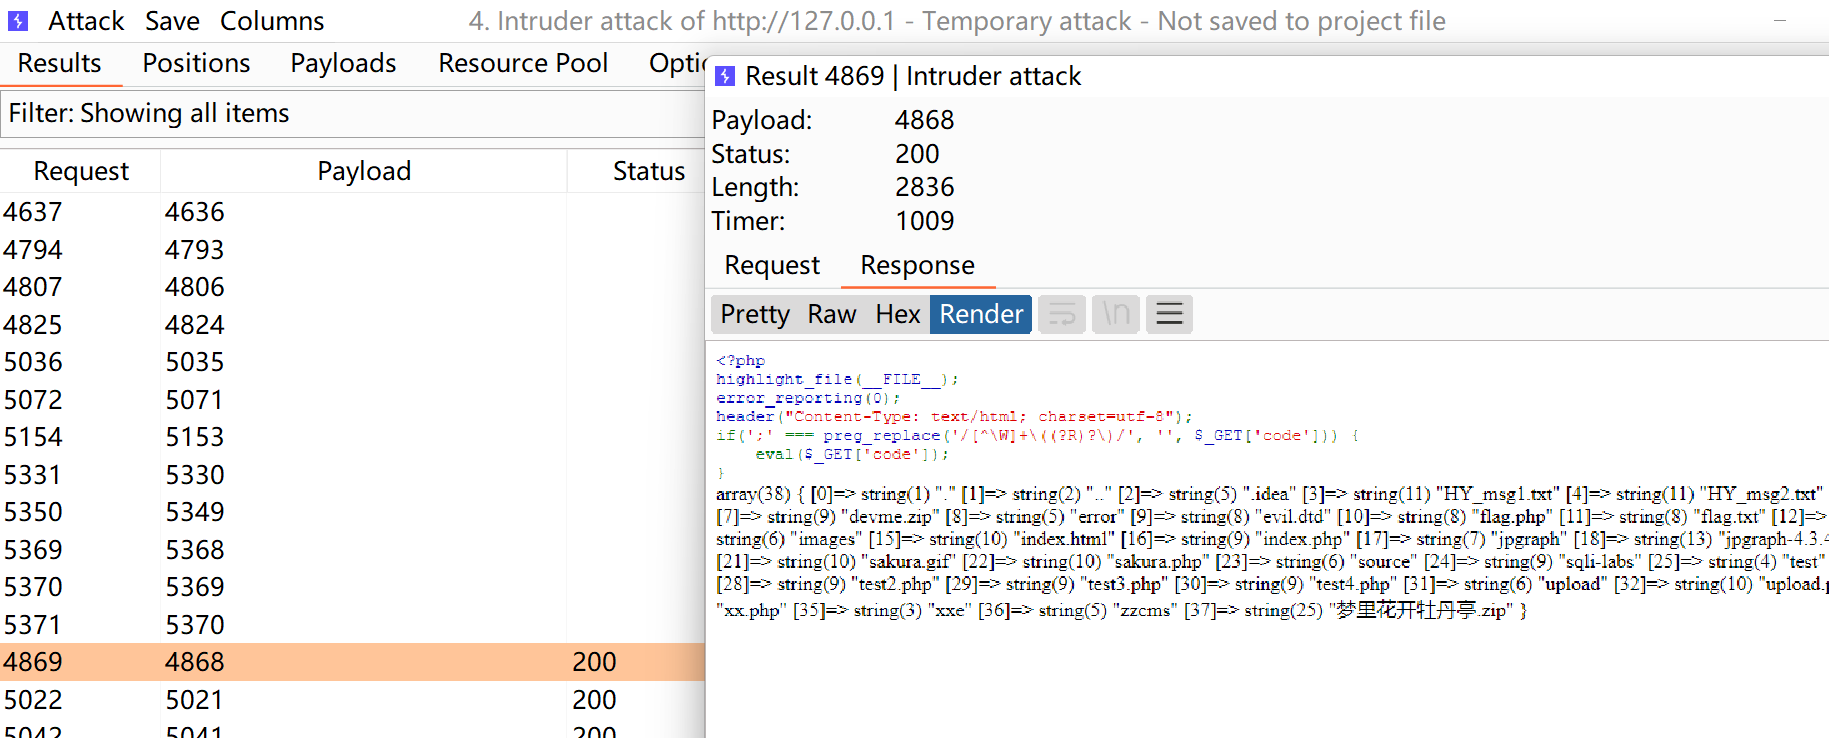 Attack Save Columns 4. Intruder attack of http://127.0.0.1 - Temporary attack - Not saved to project file
Results Positions Payloads Resource Pool
Filter: Showing all items
Request Payload Status
4637 4636
4794 4793
4807 4806
4825 4824
5036 5035
5072 5071
5154 5153
5331 5330
5350 5349
5369 5368
5370 5369
5371 5370
4869 4868 200
5022 5021 200
5042 5041 200
Result 4869 | Intruder attack
Payload: 4868
Status: 200
Length: 2836
Timer: 1009
Request Response
Pretty Raw Hex Render \n
<?php
highlight_file(__FILE__);
error_reporting(0);
header("Content-Type: text/html; charset=utf-8");
if(';' === preg_replace('/[^\W]+\((?R)?\)/', '', $_GET['code'])) {
eval($_GET['code']);
}
array(38) { [0]=> string(1) "." [1]=> string(2) ".." [2]=> string(5) ".idea" [3]=> string(11) "HY_msg1.txt" [4]=> string(11) "HY_msg2.txt"
[7]=> string(9) "devme.zip" [8]=> string(5) "error" [9]=> string(8) "evil.dtd" [10]=> string(8) "flag.php" [11]=> string(8) "flag.txt" [12]=>
string(6) "images" [15]=> string(10) "index.html" [16]=> string(9) "index.php" [17]=> string(7) "jpgraph" [18]=> string(13) "jpgraph-4.3.4
[21]=> string(10) "sakura.gif" [22]=> string(10) "sakura.php" [23]=> string(6) "source" [24]=> string(9) "sqli-labs" [25]=> string(4) "test"
[28]=> string(9) "test2.php" [29]=> string(9) "test3.php" [30]=> string(9) "test4.php" [31]=> string(6) "upload" [32]=> string(10) "upload.p
"xx.php" [35]=> string(3) "xxe" [36]=> string(5) "zzcms" [37]=> string(25) "梦里花开牡丹亭.zip" }